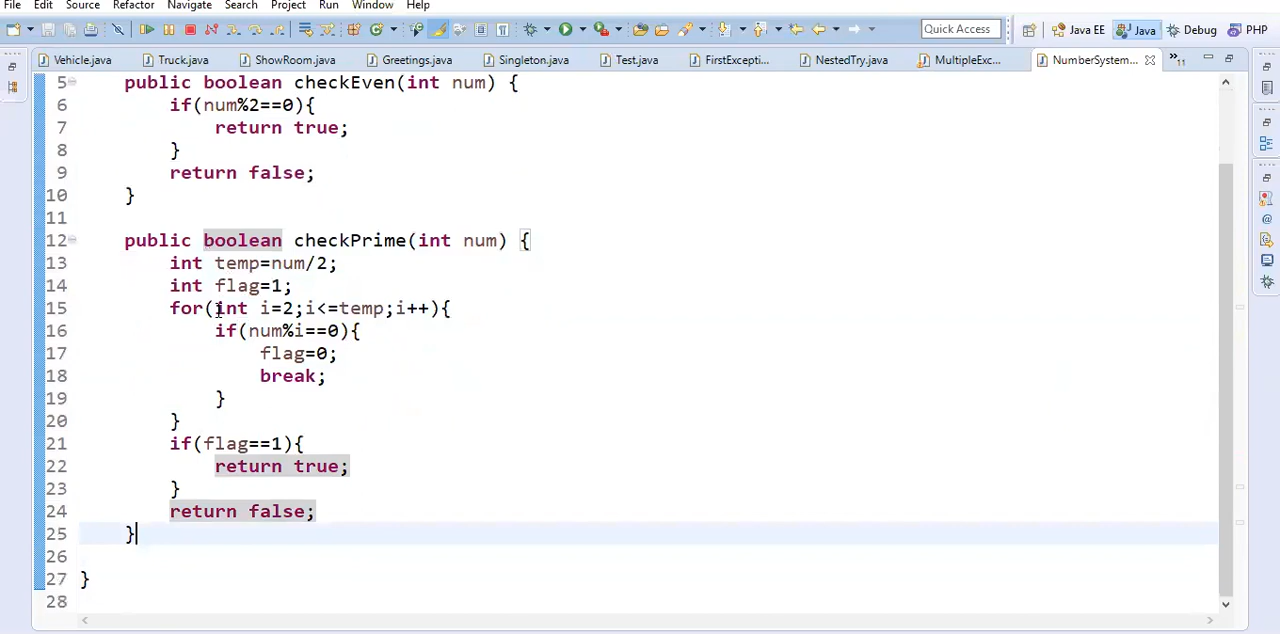 File Edit Source Refactor Navigate Search Project Run Window Help
Quick Access Java EE Java Debug PHP
Vehicle.java Truck.java ShowRoom.java Greetings.java Singleton.java Test.java FirstExcepti... NestedTry.java MultipleExc... NumberSystem... »11
5 public boolean checkEven(int num) {
6 if(num%2==0){
7 return true;
8 }
9 return false;
10 }
11
12 public boolean checkPrime(int num) {
13 int temp=num/2;
14 int flag=1;
15 for(int i=2;i<=temp;i++){
16 if(num%i==0){
17 flag=0;
18 break;
19 }
20 }
21 if(flag==1){
22 return true;
23 }
24 return false;
25 }
26
27 }
28